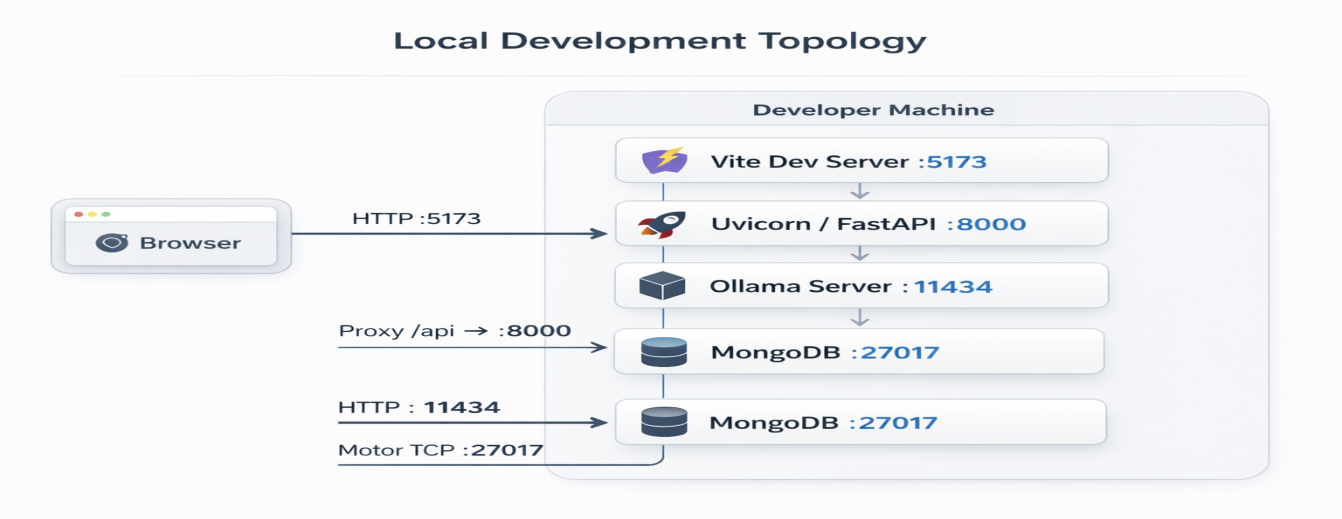 Local Development Topology
Developer Machine
Vite Dev Server :5173
HTTP :5173
Browser
Uvicorn / FastAPI :8000
Ollama Server :11434
Proxy /api → :8000
MongoDB :27017
HTTP : 11434
MongoDB :27017
Motor TCP :27017